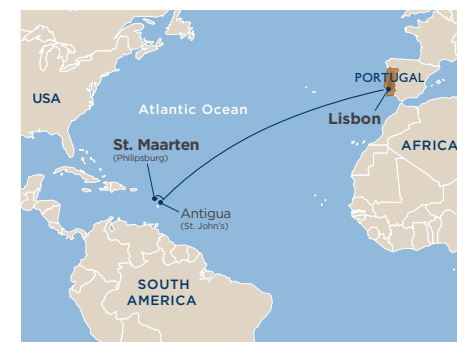 PORTUGAL
USA
Atlantic Ocean
Lisbon
St. Maarten
(Philipsburg)
AFRICA
Antigua
(St. John's)
SOUTH
AMERICA